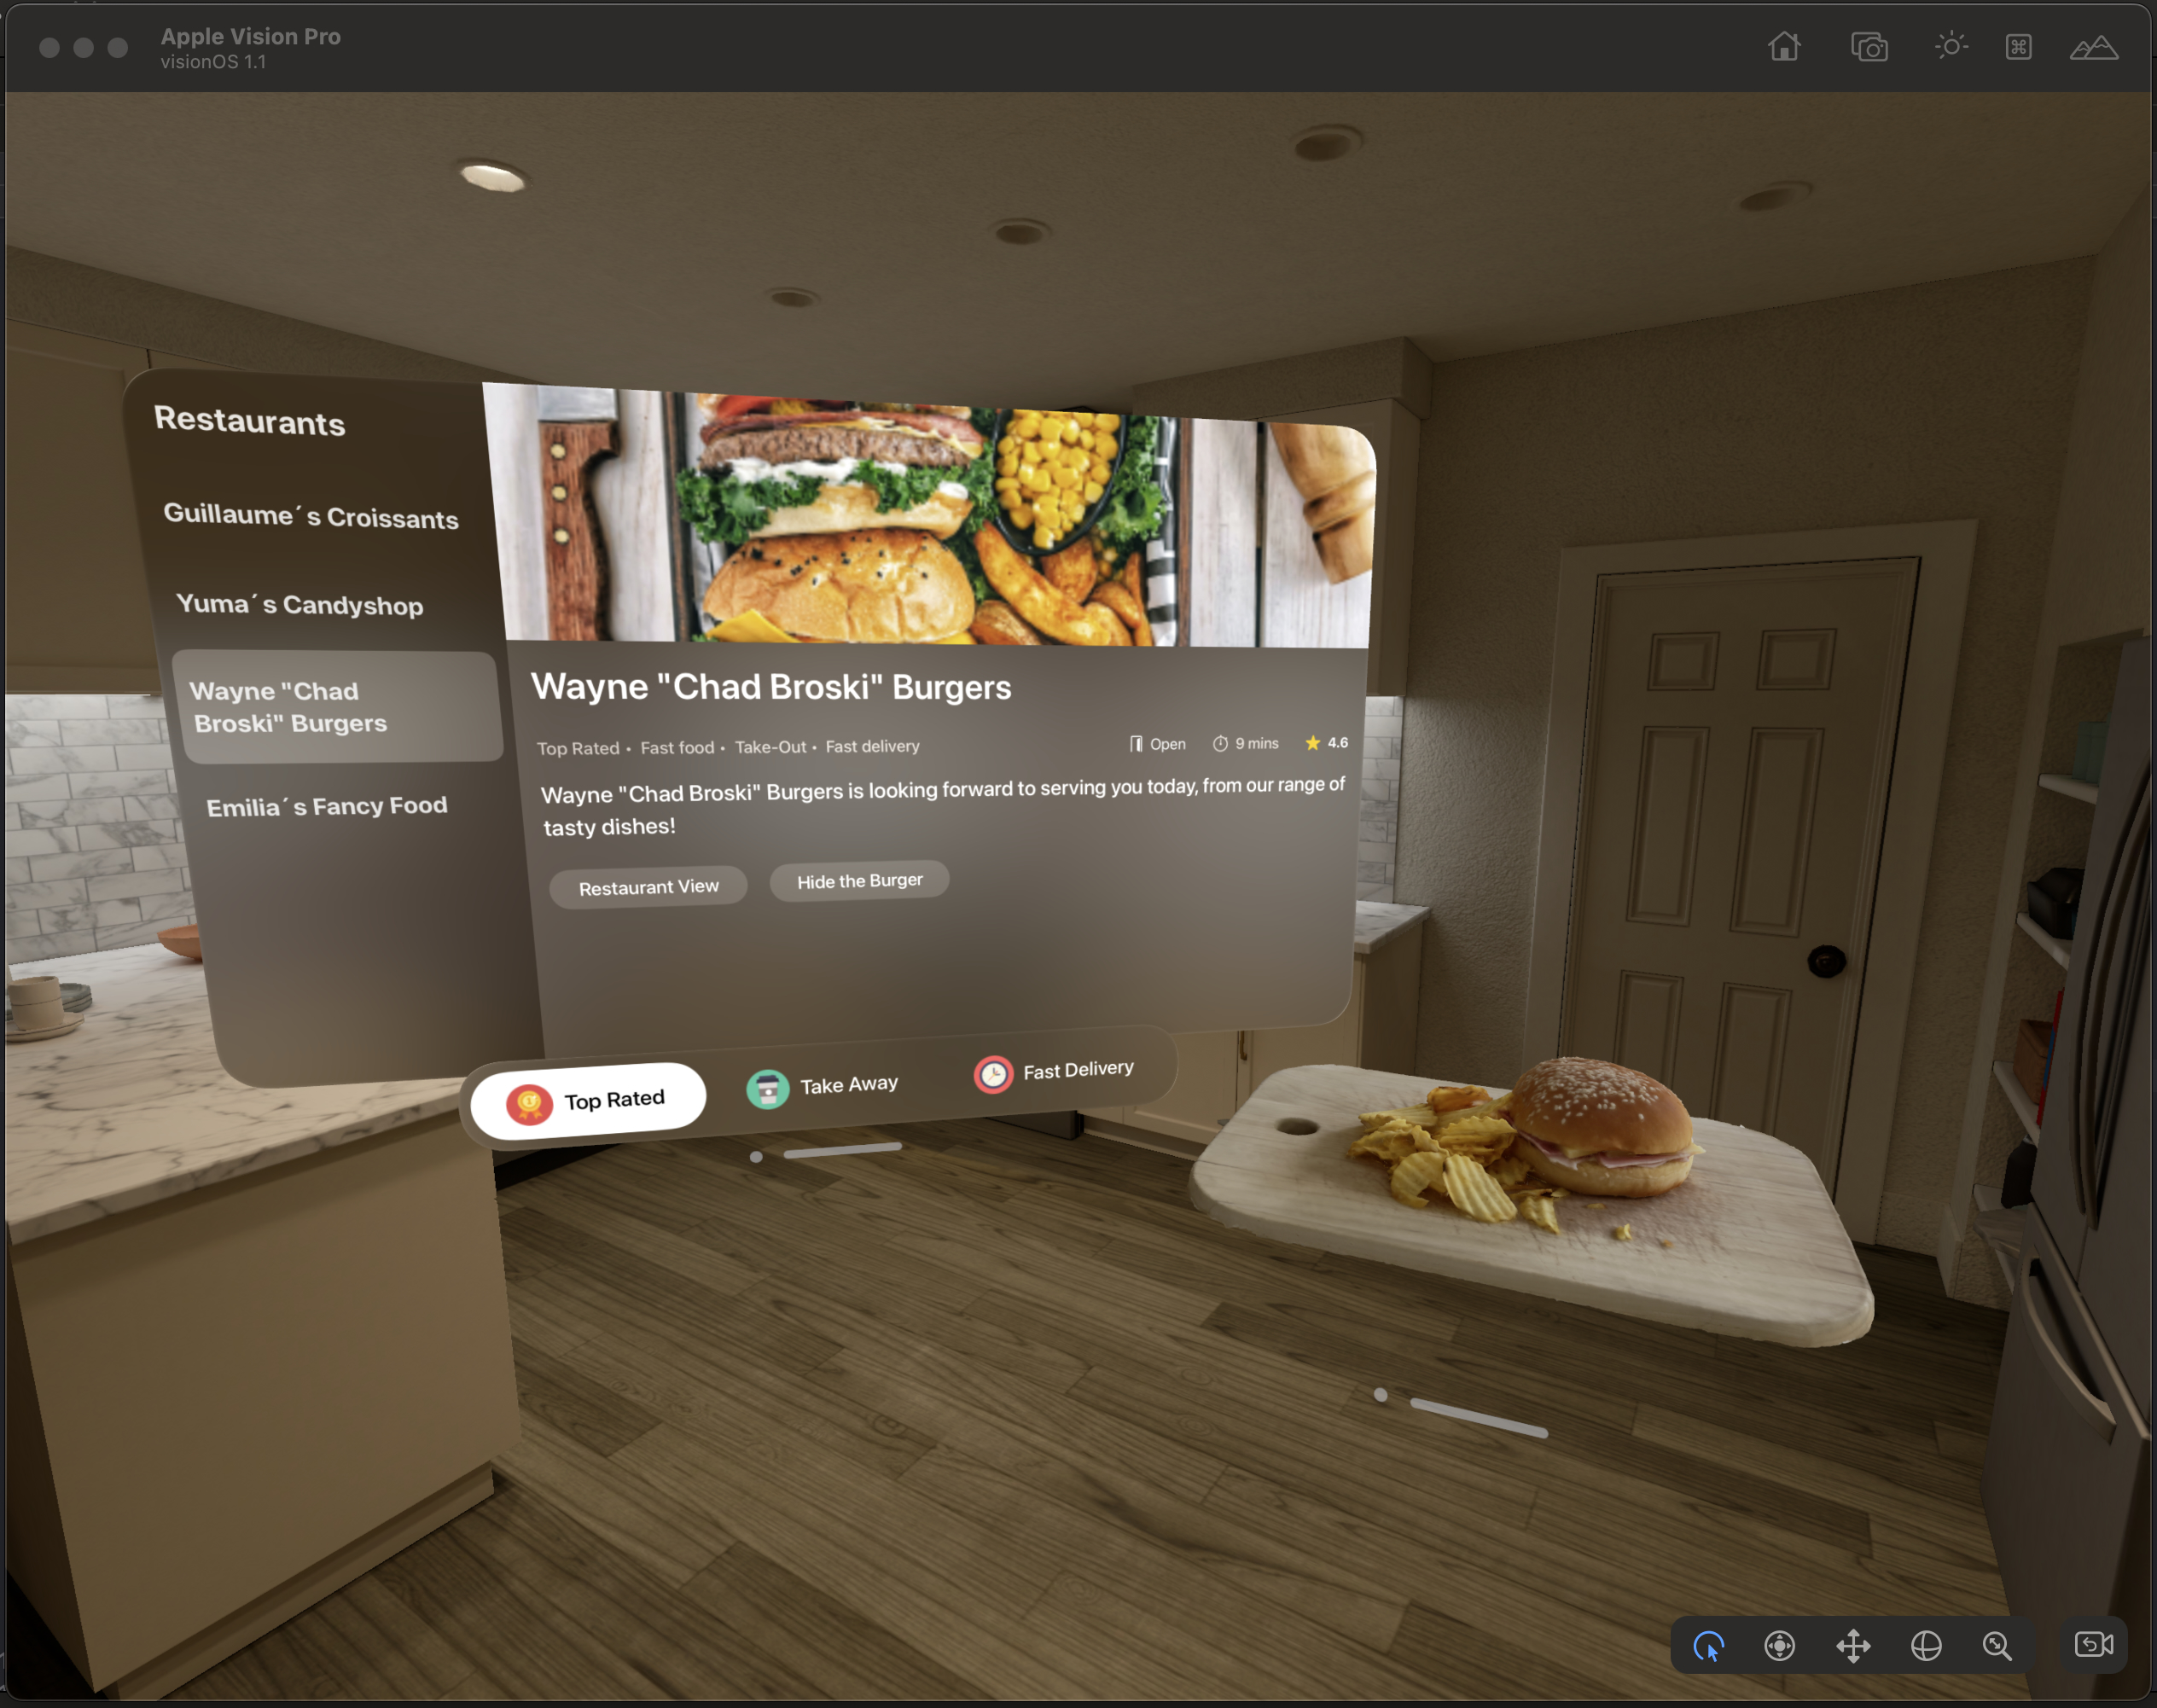 Apple Vision Pro
visionOS 1.1
Restaurants
Guillaume´s Croissants
Yuma´s Candyshop
Wayne "Chad
Broski" Burgers
Emilia´s Fancy Food
Wayne "Chad Broski" Burgers
Top Rated • Fast food • Take-Out • Fast delivery
Open 9 mins 4.6
Wayne "Chad Broski" Burgers is looking forward to serving you today, from our range of
tasty dishes!
Restaurant View Hide the Burger
Top Rated Take Away Fast Delivery